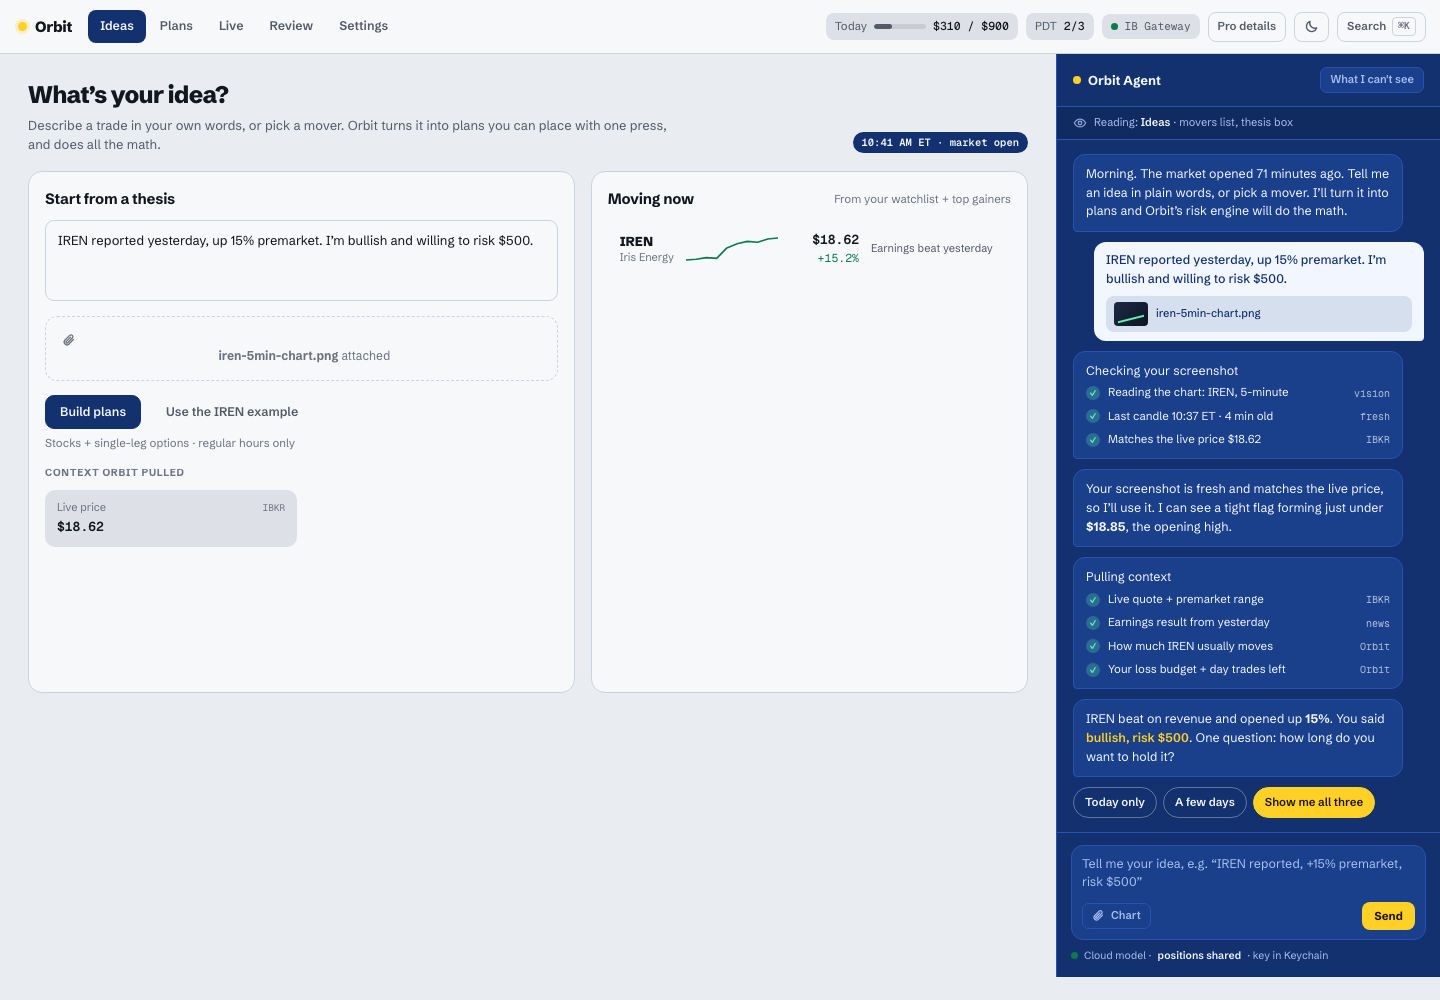 Orbit
Ideas
Plans
Live
Review
Settings
Today $310 / $900
PDT 2/3
IB Gateway
Pro details
Search ⌘K
What’s your idea?
Describe a trade in your own words, or pick a mover. Orbit turns it into plans you can place with one press,
and does all the math.
10:41 AM ET · market open
Start from a thesis
IREN reported yesterday, up 15% premarket. I’m bullish and willing to risk $500.
iren-5min-chart.png attached
Build plans
Use the IREN example
Stocks + single-leg options · regular hours only
CONTEXT ORBIT PULLED
Live price IBKR
$18.62
Moving now
From your watchlist + top gainers
IREN
Iris Energy
$18.62
+15.2%
Earnings beat yesterday
Orbit Agent
What I can't see
Reading: Ideas · movers list, thesis box
Morning. The market opened 71 minutes ago. Tell me
an idea in plain words, or pick a mover. I’ll turn it into
plans and Orbit’s risk engine will do the math.
IREN reported yesterday, up 15% premarket. I’m
bullish and willing to risk $500.
iren-5min-chart.png
Checking your screenshot
Reading the chart: IREN, 5-minute vision
Last candle 10:37 ET · 4 min old fresh
Matches the live price $18.62 IBKR
Your screenshot is fresh and matches the live price,
so I’ll use it. I can see a tight flag forming just under
$18.85, the opening high.
Pulling context
Live quote + premarket range IBKR
Earnings result from yesterday news
How much IREN usually moves Orbit
Your loss budget + day trades left Orbit
IREN beat on revenue and opened up 15%. You said
bullish, risk $500. One question: how long do you
want to hold it?
Today only
A few days
Show me all three
Tell me your idea, e.g. “IREN reported, +15% premarket,
risk $500”
Chart
Send
Cloud model · positions shared · key in Keychain